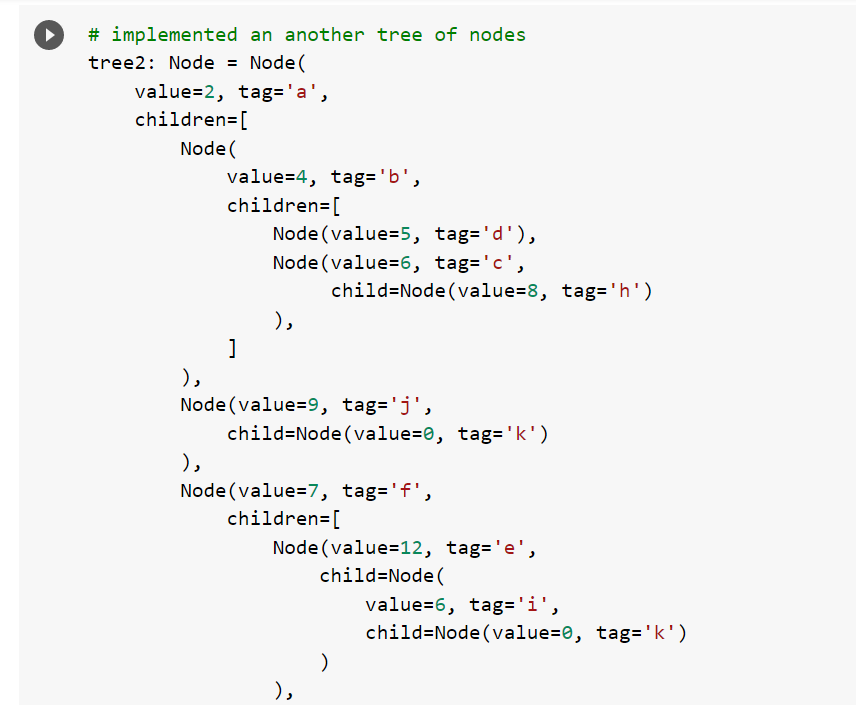 # implemented an another tree of nodes
tree2: Node = Node(
    value=2, tag='a',
    children=[
        Node(
            value=4, tag='b',
            children=[
                Node(value=5, tag='d'),
                Node(value=6, tag='c',
                     child=Node(value=8, tag='h')
                ),
            ]
        ),
        Node(value=9, tag='j',
            child=Node(value=0, tag='k')
        ),
        Node(value=7, tag='f',
            children=[
                Node(value=12, tag='e',
                    child=Node(
                        value=6, tag='i',
                        child=Node(value=0, tag='k')
                    )
                ),